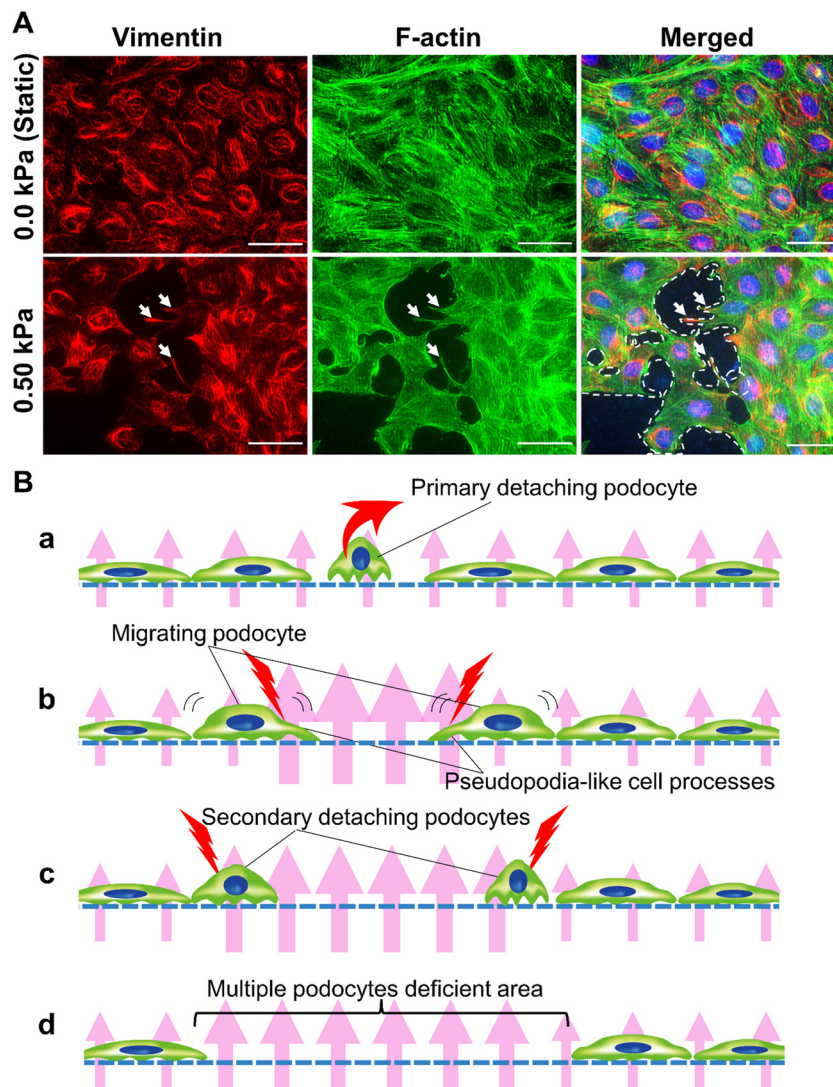 A
Vimentin
F-actin
Merged
0.0 kPa (Static)
0.50 kPa
B
a
Primary detaching podocyte
b
Migrating podocyte
Pseudopodia-like cell processes
c
Secondary detaching podocytes
d
Multiple podocytes deficient area